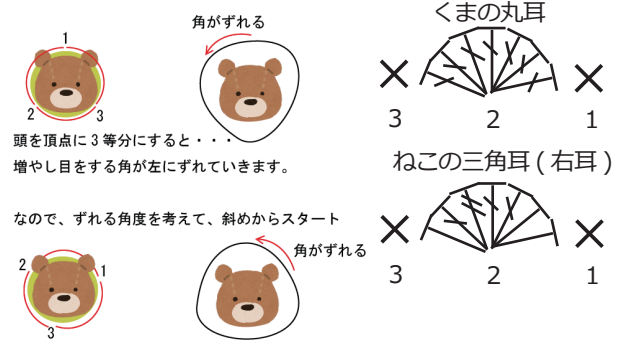 角がずれる
1
2
3
頭を頂点に3等分にすると・・・
増やし目をする角が左にずれていきます。
なので、ずれる角度を考えて、斜めからスタート
角がずれる
2
1
3
くまの丸耳
3
2
1
ねこの三角耳(右耳)
3
2
1